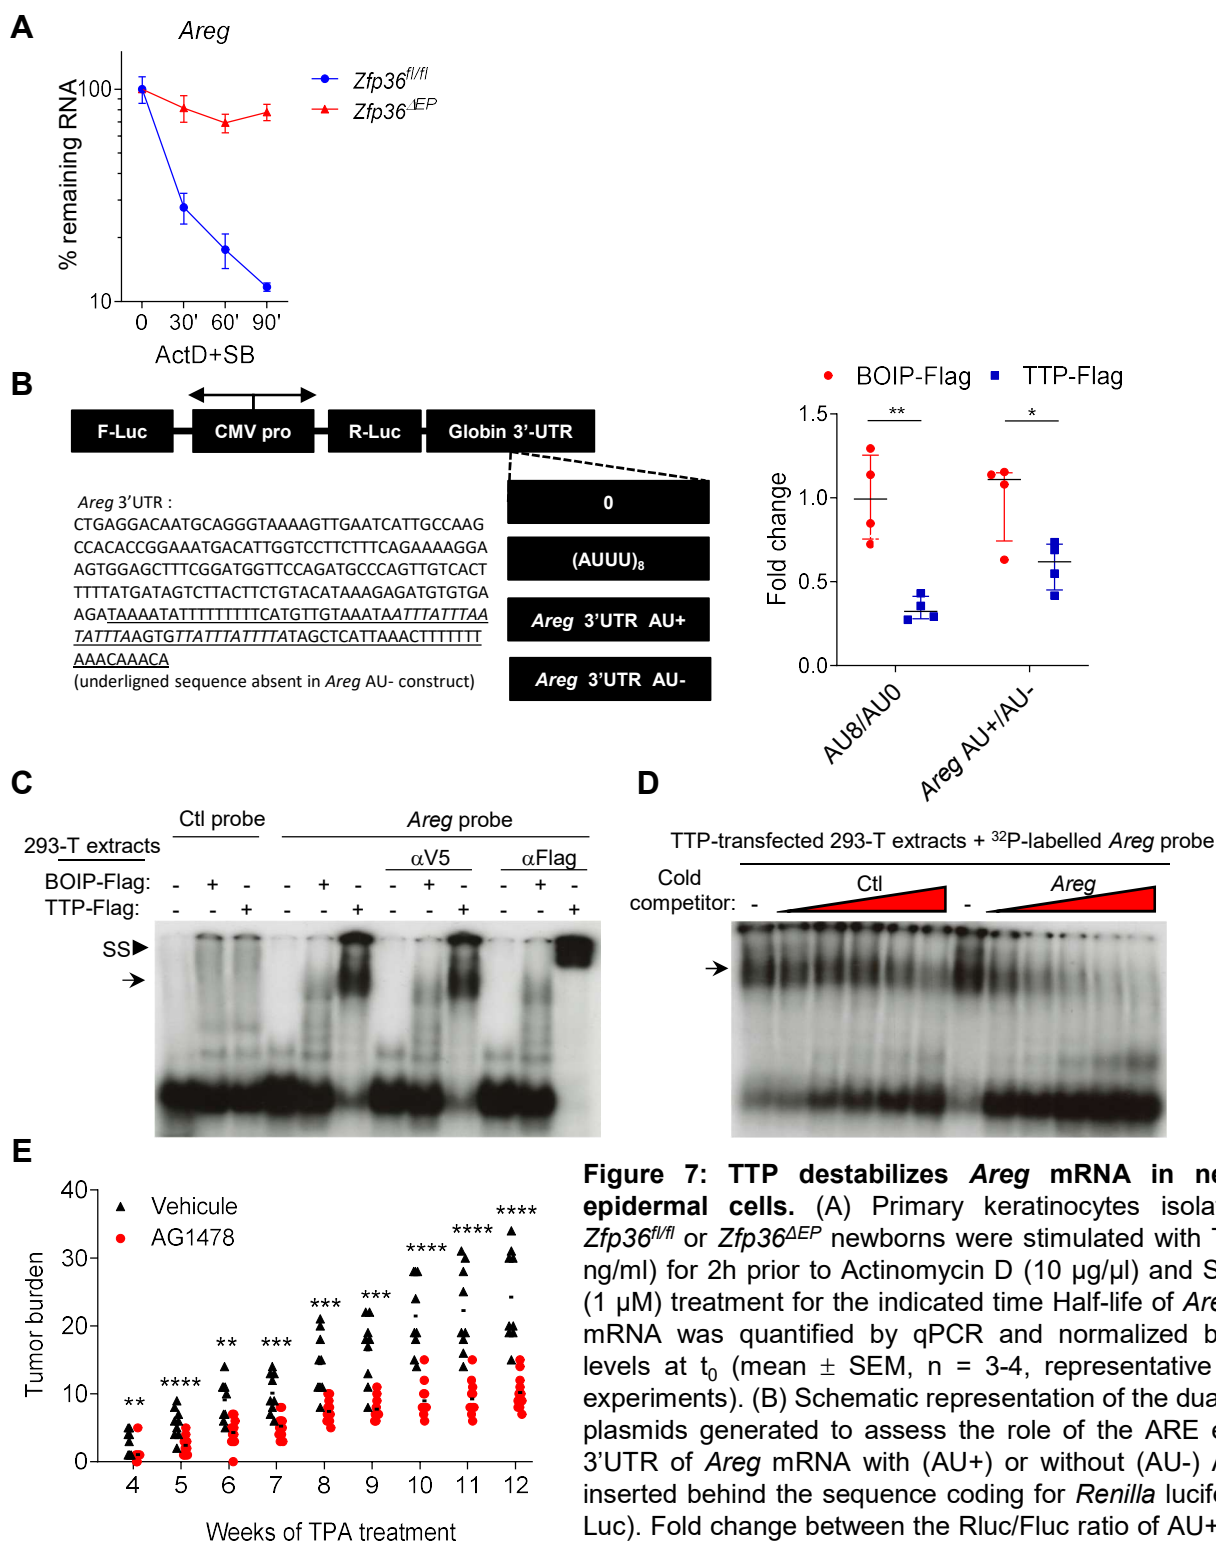 A
Areg
Zfp36fl/fl
Zfp36ΔEP
% remaining RNA
100
10
0 30' 60' 90'
ActD+SB
B
F-Luc CMV pro R-Luc Globin 3'-UTR
0
(AUUU)8
Areg 3'UTR AU+
Areg 3'UTR AU-
Areg 3'UTR :
CTGAGGACAATGCAGGGTAAAAGTTGAATCATTGCCAAG
CCACACCGGAAATGACATTGGTCCTTCTTTCAGAAAAGGA
AGTGGAGCTTTCGGATGGTTCCAGATGCCCAGTTGTCACT
TTTTATGATAGTCTTACTTCTGTACATAAAGAGATGTGTGA
AGATAAAATATTTTTTTTTCATGTTGTAAATAATTTATTTAA
TATTTAAAGTGTTATTTATTTTATAGCTCATTAAACTTTTTTT
AAACAAACA
(underligned sequence absent in Areg AU- construct)
BOIP-Flag TTP-Flag
Fold change
1.5
1.0
0.5
0.0
** *
AU8/AU0
Areg AU+/AU-
C
Ctl probe Areg probe
293-T extracts αV5 αFlag
BOIP-Flag: - + - - + - - + - - + -
TTP-Flag: - - + - - + - - + - - +
SS
D
TTP-transfected 293-T extracts + 32P-labelled Areg probe
Cold competitor: - Ctl - Areg
E
Vehicule
AG1478
Tumor burden
40
30
20
10
0
** **** ** *** *** *** **** **** ****
4 5 6 7 8 9 10 11 12
Weeks of TPA treatment
Figure 7: TTP destabilizes Areg mRNA in ne
epidermal cells. (A) Primary keratinocytes isolat
Zfp36fl/fl or Zfp36ΔEP newborns were stimulated with T
ng/ml) for 2h prior to Actinomycin D (10 µg/µl) and S
(1 µM) treatment for the indicated time Half-life of Are
mRNA was quantified by qPCR and normalized b
levels at t0 (mean ± SEM, n = 3-4, representative
experiments). (B) Schematic representation of the dua
plasmids generated to assess the role of the ARE e
3'UTR of Areg mRNA with (AU+) or without (AU-) A
inserted behind the sequence coding for Renilla lucife
Luc). Fold change between the Rluc/Fluc ratio of AU+